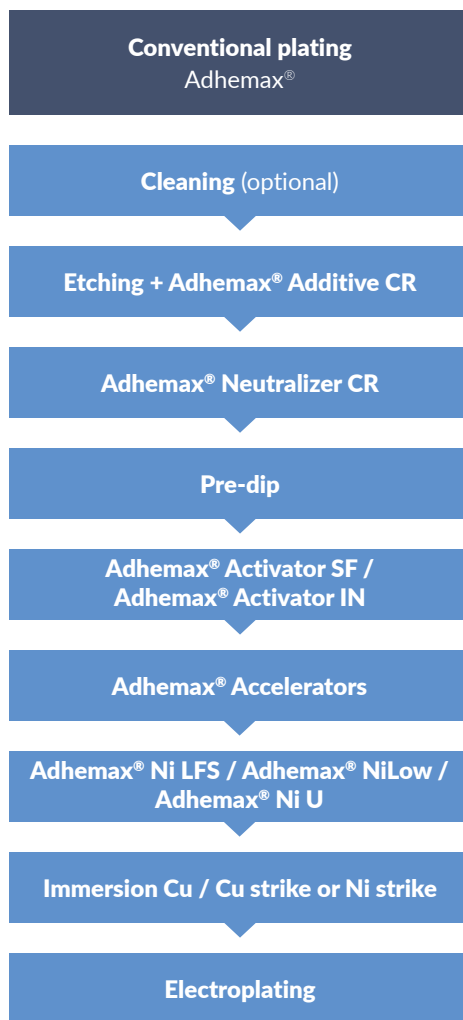 Conventional plating
Adhemax®
Cleaning (optional)
Etching + Adhemax® Additive CR
Adhemax® Neutralizer CR
Pre-dip
Adhemax® Activator SF /
Adhemax® Activator IN
Adhemax® Accelerators
Adhemax® Ni LFS / Adhemax® NiLow /
Adhemax® Ni U
Immersion Cu / Cu strike or Ni strike
Electroplating